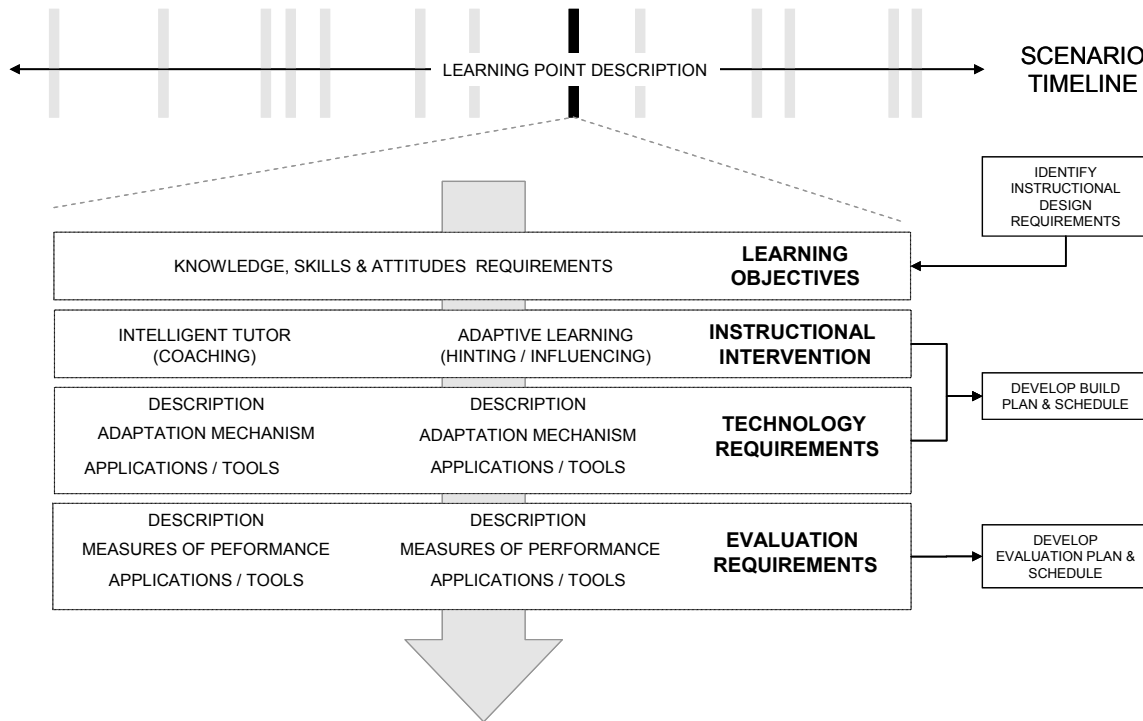 LEARNING POINT DESCRIPTION
SCENARIO
TIMELINE
IDENTIFY
INSTRUCTIONAL
DESIGN
REQUIREMENTS
KNOWLEDGE, SKILLS & ATTITUDES REQUIREMENTS
LEARNING
OBJECTIVES
INTELLIGENT TUTOR
(COACHING)
ADAPTIVE LEARNING
(HINTING / INFLUENCING)
INSTRUCTIONAL
INTERVENTION
DEVELOP BUILD
PLAN & SCHEDULE
DESCRIPTION
ADAPTATION MECHANISM
APPLICATIONS / TOOLS
DESCRIPTION
ADAPTATION MECHANISM
APPLICATIONS / TOOLS
TECHNOLOGY
REQUIREMENTS
DESCRIPTION
MEASURES OF PEFORMANCE
APPLICATIONS / TOOLS
DESCRIPTION
MEASURES OF PERFORMANCE
APPLICATIONS / TOOLS
EVALUATION
REQUIREMENTS
DEVELOP
EVALUATION PLAN &
SCHEDULE